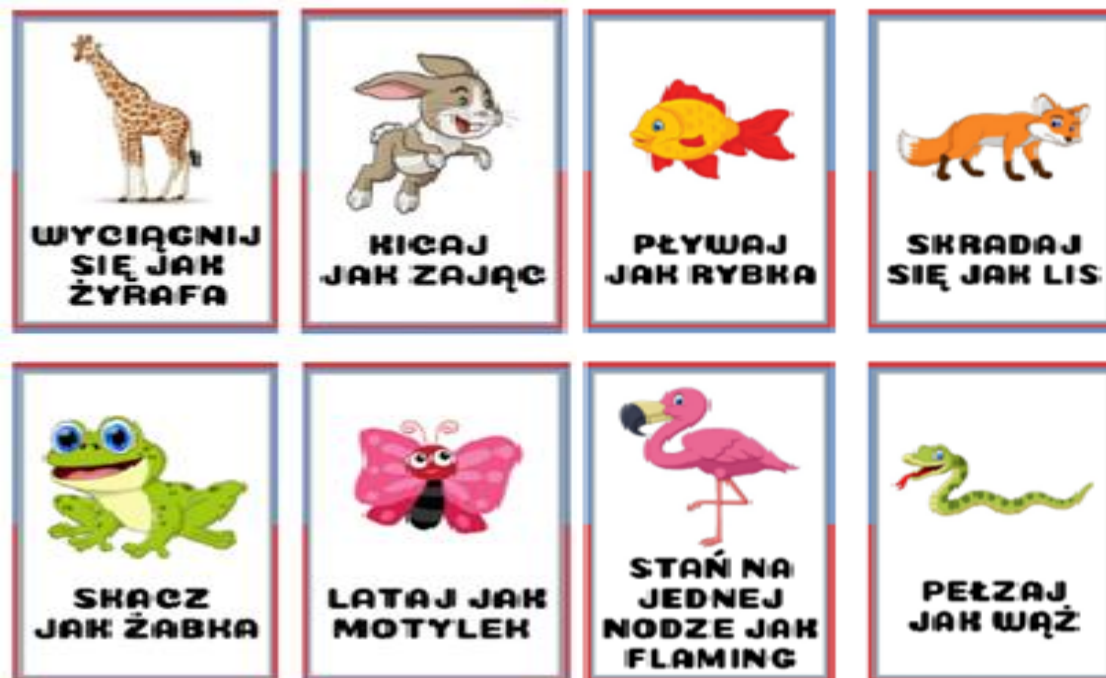 WYCIĄGNIJ
SIĘ JAK
ŻYRAFA
KICAJ
JAK ZAJĄC
PŁYWAJ
JAK RYBKA
SKRADAJ
SIĘ JAK LIS
SKACZ
JAK ŻABKA
LATAJ JAK
MOTYLEK
STAŃ NA
JEDNEJ
NODZE JAK
FLAMING
PEŁZAJ
JAK WĄŻ